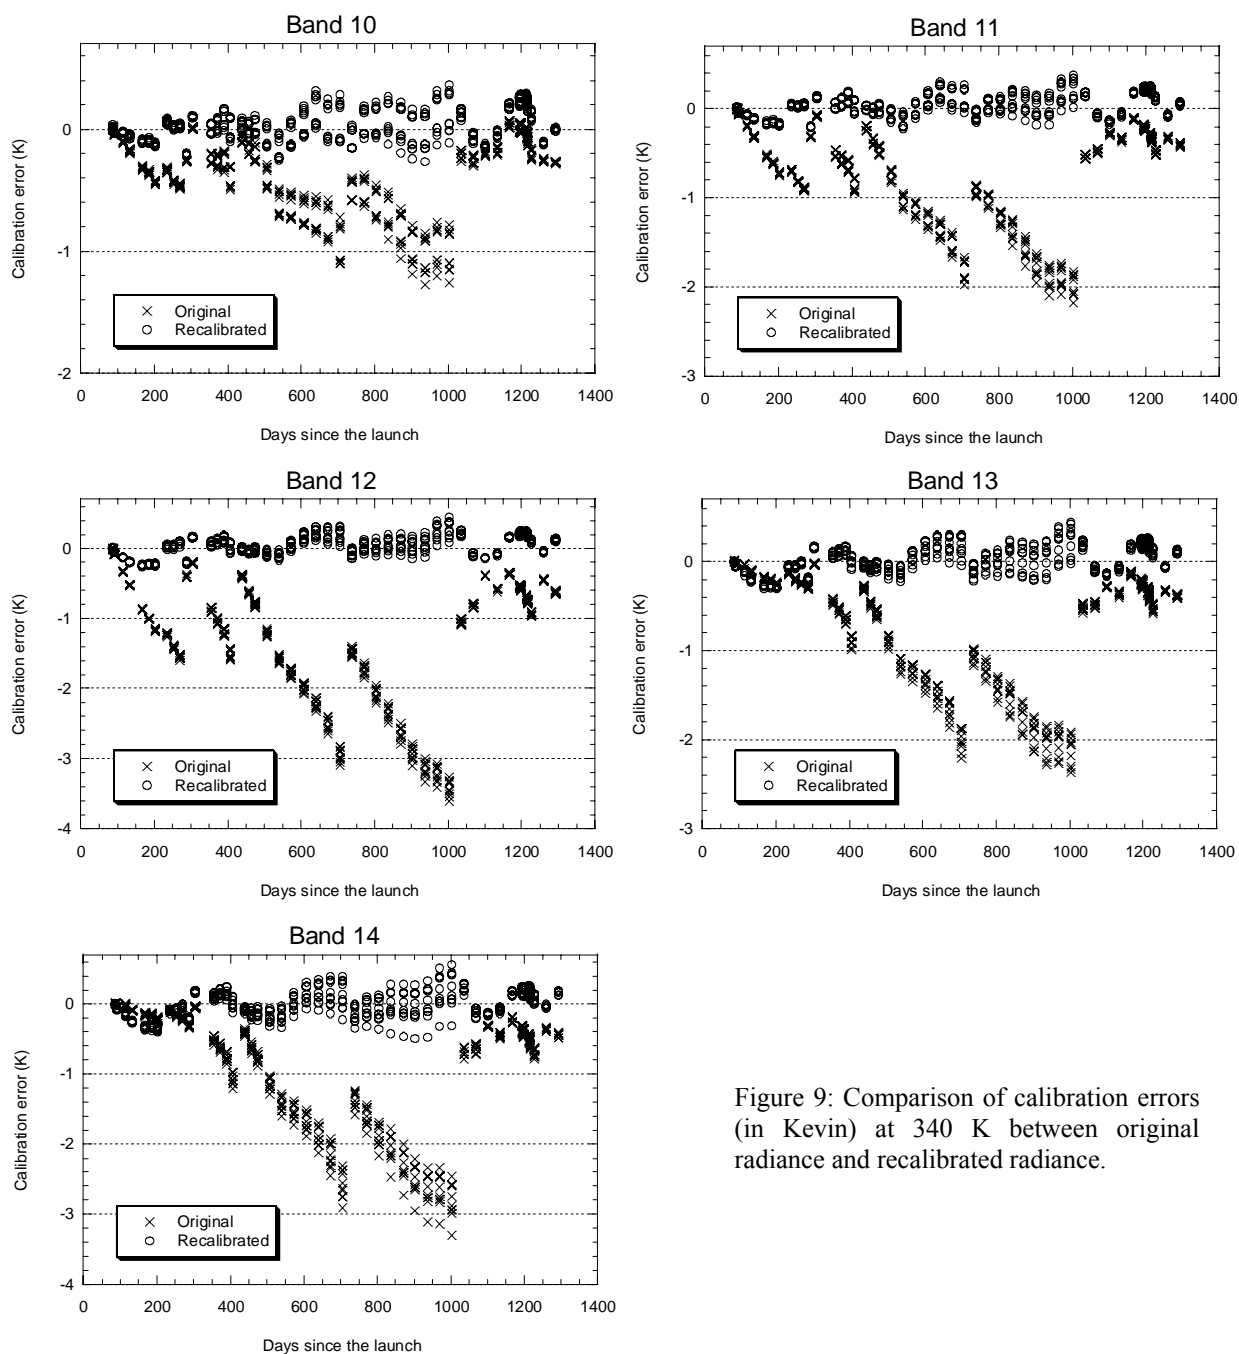 Band 10
0
-1
-2
Calibration error (K)
Original
Recalibrated
0 200 400 600 800 1000 1200 1400
Days since the launch
Band 11
0
-1
-2
-3
Calibration error (K)
Original
Recalibrated
0 200 400 600 800 1000 1200 1400
Days since the launch
Band 12
0
-1
-2
-3
-4
Calibration error (K)
Original
Recalibrated
0 200 400 600 800 1000 1200 1400
Days since the launch
Band 13
0
-1
-2
-3
Calibration error (K)
Original
Recalibrated
0 200 400 600 800 1000 1200 1400
Days since the launch
Band 14
0
-1
-2
-3
-4
Calibration error (K)
Original
Recalibrated
0 200 400 600 800 1000 1200 1400
Days since the launch
Figure 9: Comparison of calibration errors
(in Kevin) at 340 K between original
radiance and recalibrated radiance.